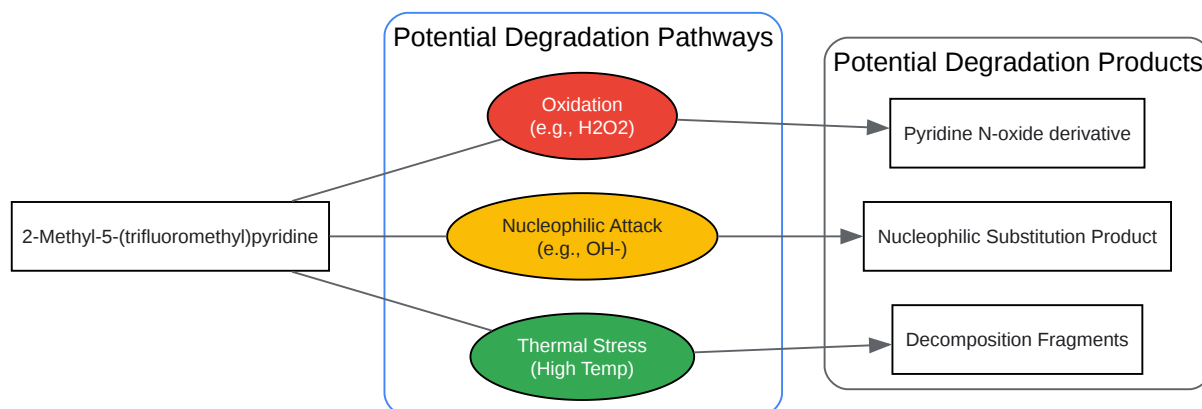 Potential Degradation Pathways
Potential Degradation Products
Oxidation
(e.g., H2O2)
Pyridine N-oxide derivative
2-Methyl-5-(trifluoromethyl)pyridine
Nucleophilic Attack
(e.g., OH-)
Nucleophilic Substitution Product
Thermal Stress
(High Temp)
Decomposition Fragments